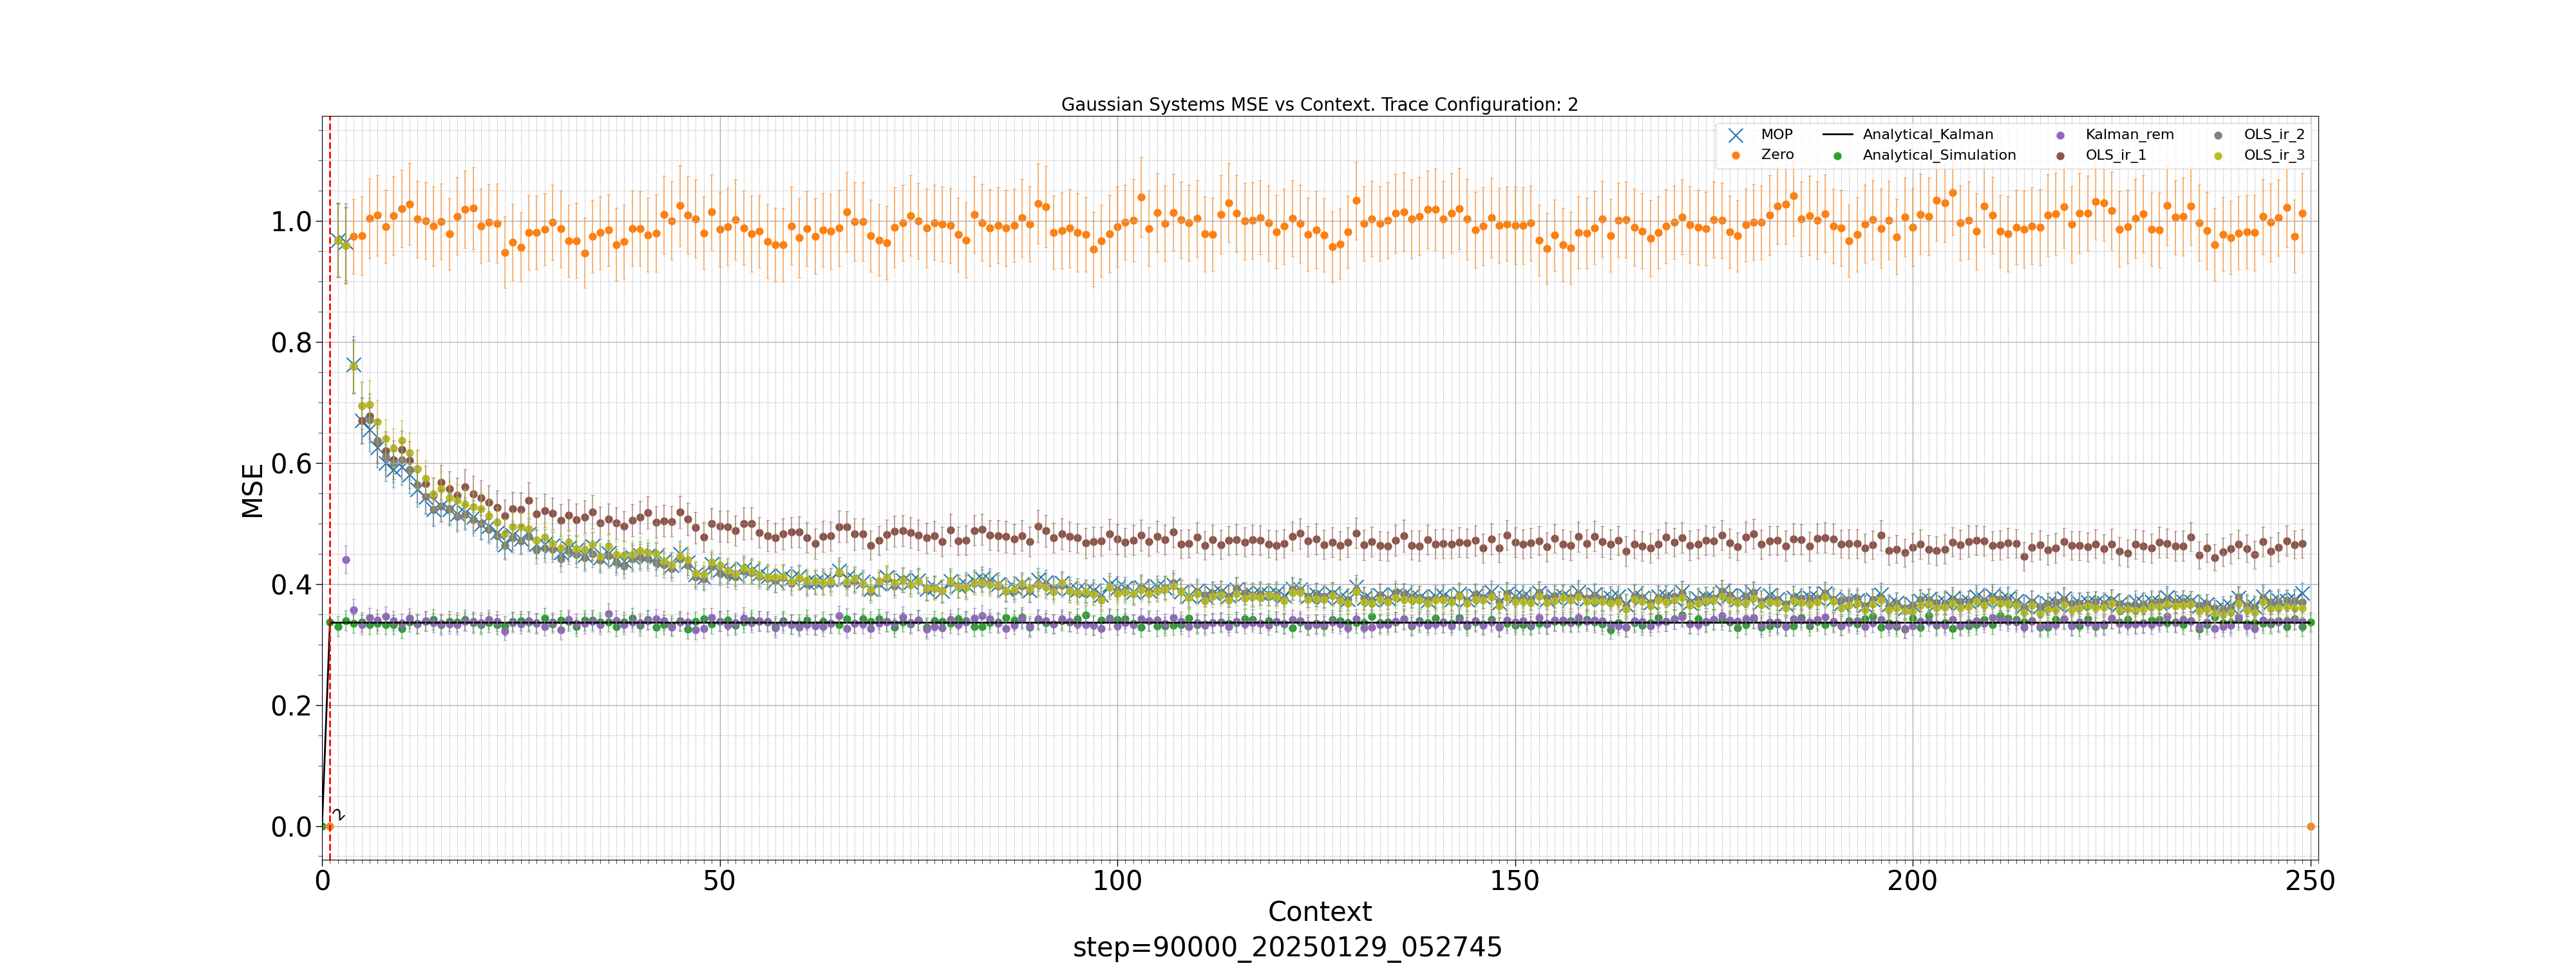 Gaussian Systems MSE vs Context. Trace Configuration: 2
MOP
Zero
Analytical_Kalman
Analytical_Simulation
Kalman_rem
OLS_ir_1
OLS_ir_2
OLS_ir_3
MSE
1.0
0.8
0.6
0.4
0.2
0.0
2
0 50 100 150 200 250
Context
step=90000_20250129_052745